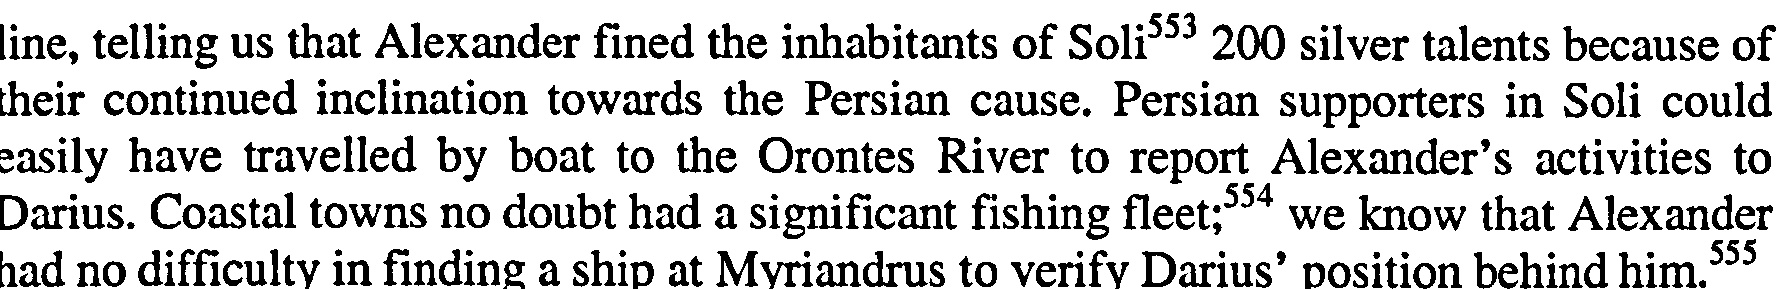 line, telling us that Alexander fined the inhabitants of Soli⁵⁵³ 200 silver talents because of
their continued inclination towards the Persian cause. Persian supporters in Soli could
easily have travelled by boat to the Orontes River to report Alexander's activities to
Darius. Coastal towns no doubt had a significant fishing fleet;⁵⁵⁴ we know that Alexander
had no difficulty in finding a ship at Myriandrus to verify Darius' position behind him.⁵⁵⁵